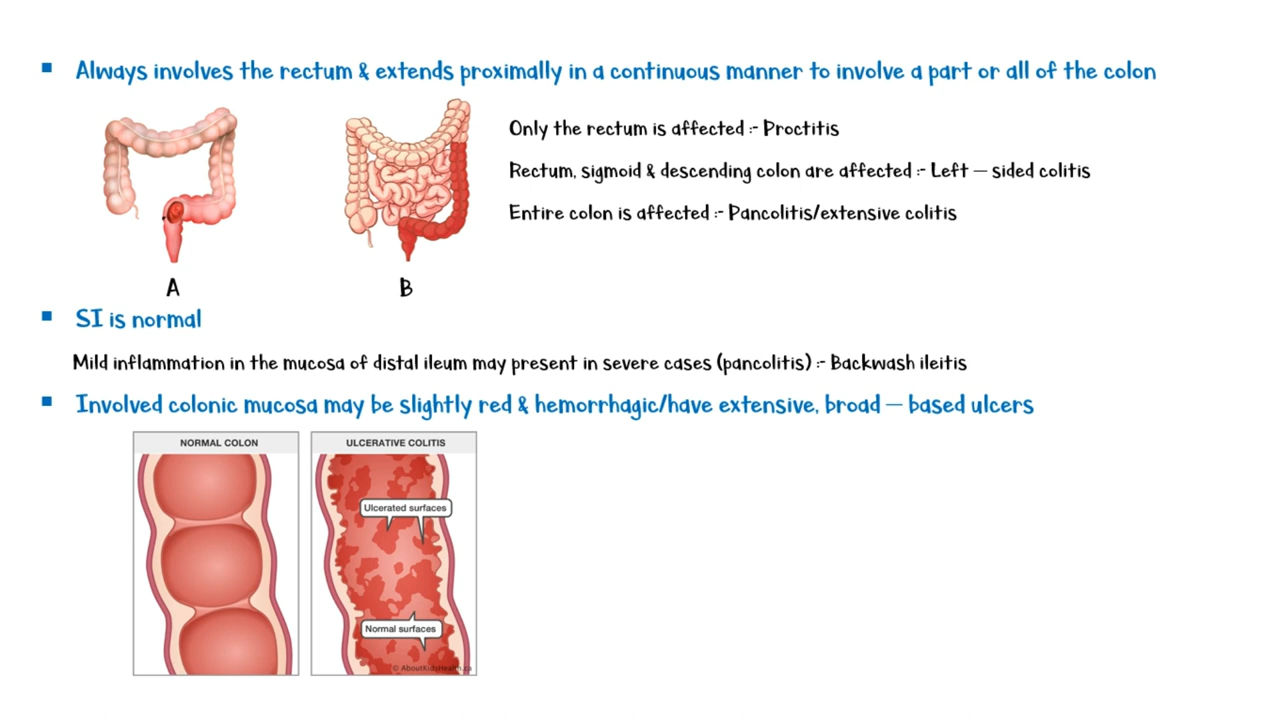 ▪ Always involves the rectum & extends proximally in a continuous manner to involve a part or all of the colon
Only the rectum is affected :- Proctitis
Rectum, sigmoid & descending colon are affected :- Left – sided colitis
Entire colon is affected :- Pancolitis/extensive colitis
A
B
▪ SI is normal
Mild inflammation in the mucosa of distal ileum may present in severe cases (pancolitis) :- Backwash ileitis
▪ Involved colonic mucosa may be slightly red & hemorrhagic/have extensive, broad – based ulcers
NORMAL COLON
ULCERATIVE COLITIS
Ulcerated surfaces
Normal surfaces
© AboutKidsHealth.ca